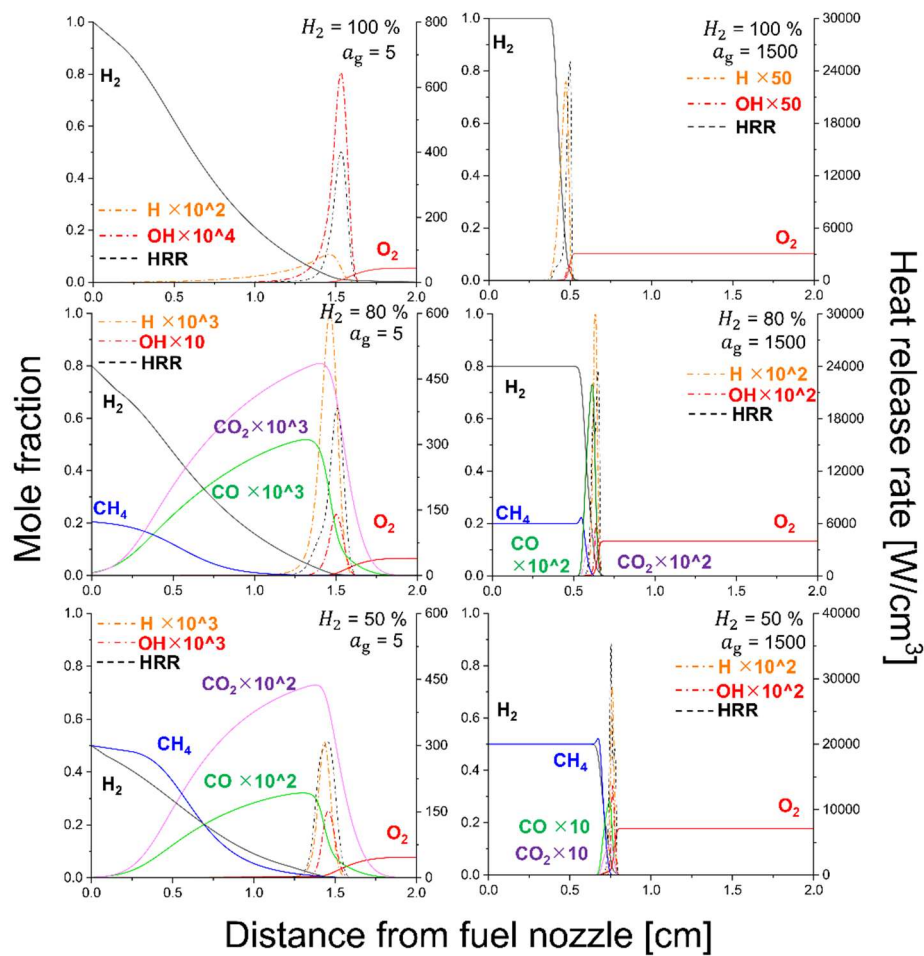 Mole fraction
Heat release rate [W/cm³]
Distance from fuel nozzle [cm]
H₂ = 100 %
a_g = 5
H₂
H ×10^2
OH×10^4
HRR
O₂
1.0
0.8
0.6
0.4
0.2
0.0
800
600
400
200
0
0.0 0.5 1.0 1.5 2.0
H₂ = 100 %
a_g = 1500
H₂
H ×50
OH×50
HRR
O₂
1.0
0.8
0.6
0.4
0.2
0.0
30000
24000
18000
12000
6000
0
0.0 0.5 1.0 1.5 2.0
H₂ = 80 %
a_g = 5
H ×10^3
OH×10
HRR
H₂
CO₂×10^3
CO ×10^3
CH₄
O₂
1.0
0.8
0.6
0.4
0.2
0.0
600
450
300
150
0
0.0 0.5 1.0 1.5 2.0
H₂ = 80 %
a_g = 1500
H₂
H ×10^2
OH×10^2
HRR
CH₄
CO
×10^2
CO₂×10^2
O₂
1.0
0.8
0.6
0.4
0.2
0.0
30000
24000
18000
12000
6000
0
0.0 0.5 1.0 1.5 2.0
H₂ = 50 %
a_g = 5
H ×10^3
OH×10^3
HRR
CO₂×10^2
CH₄
H₂
CO ×10^2
O₂
1.0
0.8
0.6
0.4
0.2
0.0
600
450
300
150
0
0.0 0.5 1.0 1.5 2.0
H₂ = 50 %
a_g = 1500
H ×10^2
OH×10^2
HRR
H₂
CH₄
CO ×10
CO₂×10
O₂
1.0
0.8
0.6
0.4
0.2
0.0
40000
30000
20000
10000
0
0.0 0.5 1.0 1.5 2.0